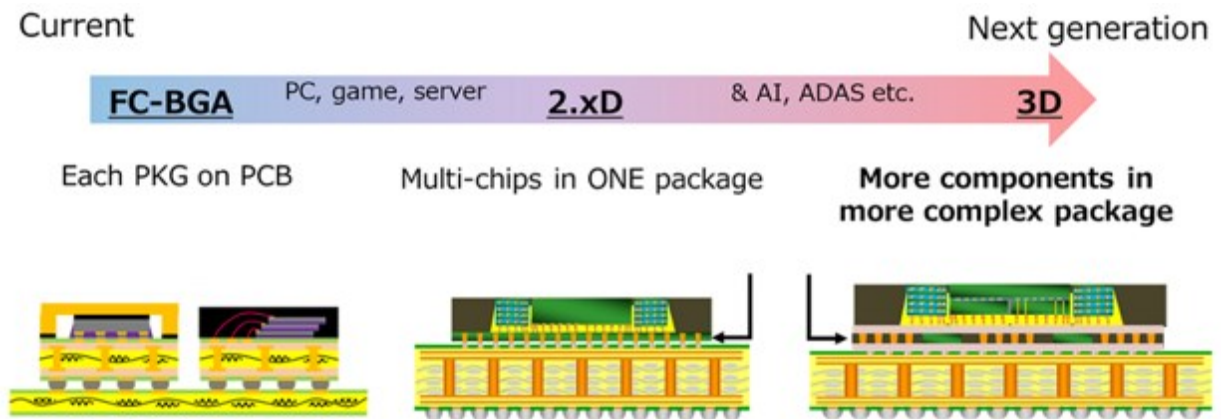 Current
Next generation
FC-BGA
PC, game, server
2.xD
& AI, ADAS etc.
3D
Each PKG on PCB
Multi-chips in ONE package
More components in
more complex package